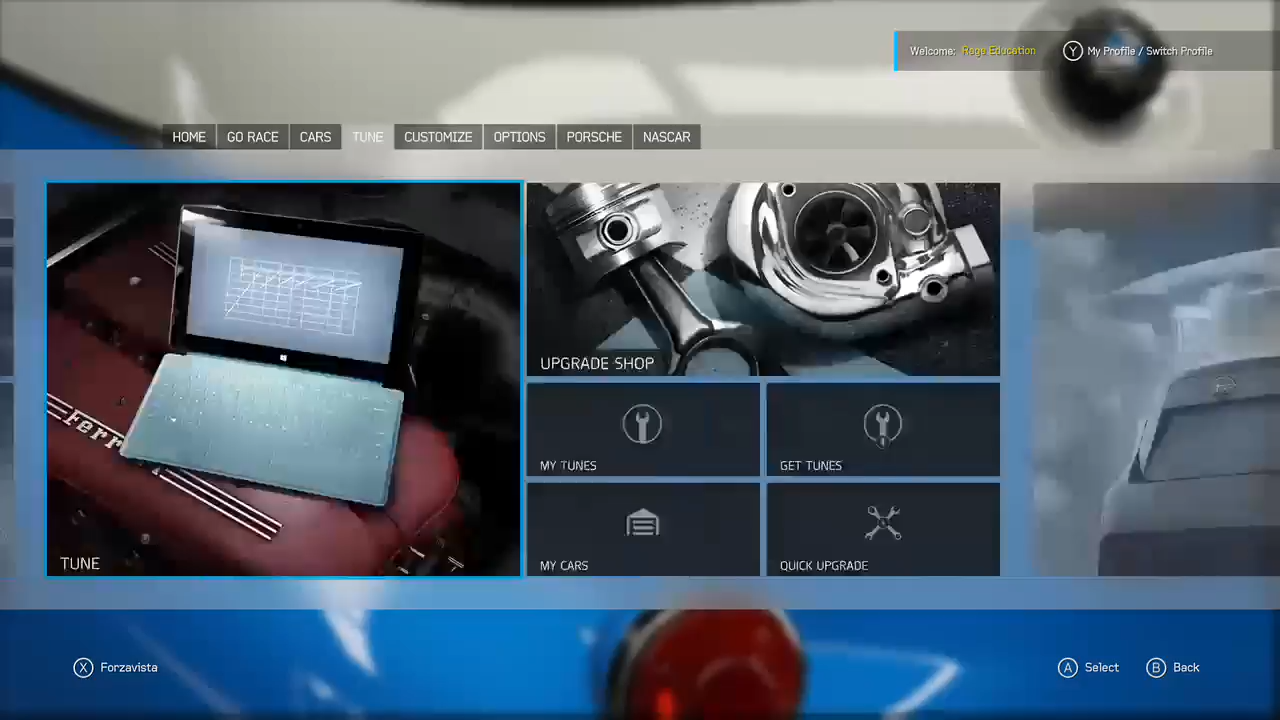 Welcome: Rage Education
Y My Profile / Switch Profile
HOME GO RACE CARS TUNE CUSTOMIZE OPTIONS PORSCHE NASCAR
Ferr
TUNE
UPGRADE SHOP
MY TUNES
GET TUNES
MY CARS
QUICK UPGRADE
X Forzavista
A Select
B Back